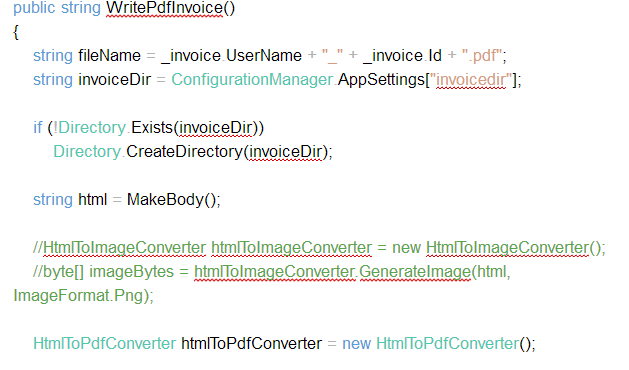 public string WritePdfInvoice()
{
string fileName = _invoice.UserName + "_" + _invoice.Id + ".pdf";
string invoiceDir = ConfigurationManager.AppSettings["invoicedir"];
if (!Directory.Exists(invoiceDir))
Directory.CreateDirectory(invoiceDir);
string html = MakeBody();
//HtmlToImageConverter htmlToImageConverter = new HtmlToImageConverter();
//byte[] imageBytes = htmlToImageConverter.GenerateImage(html,
ImageFormat.Png);
HtmlToPdfConverter htmlToPdfConverter = new HtmlToPdfConverter();